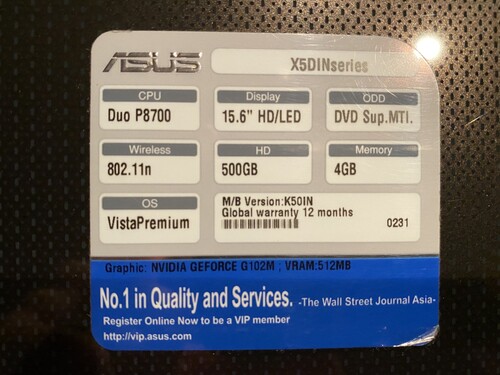 ASUS X5DINseries
CPU Display ODD
Duo P8700 15.6" HD/LED DVD Sup.MTI.
Wireless HD Memory
802.11n 500GB 4GB
OS M/B Version:K50IN
Global warranty 12 months
VistaPremium 0231
Graphic: NVIDIA GEFORCE G102M , VRAM:512MB
No.1 in Quality and Services. -The Wall Street Journal Asia-
Register Online Now to be a VIP member
http://vip.asus.com